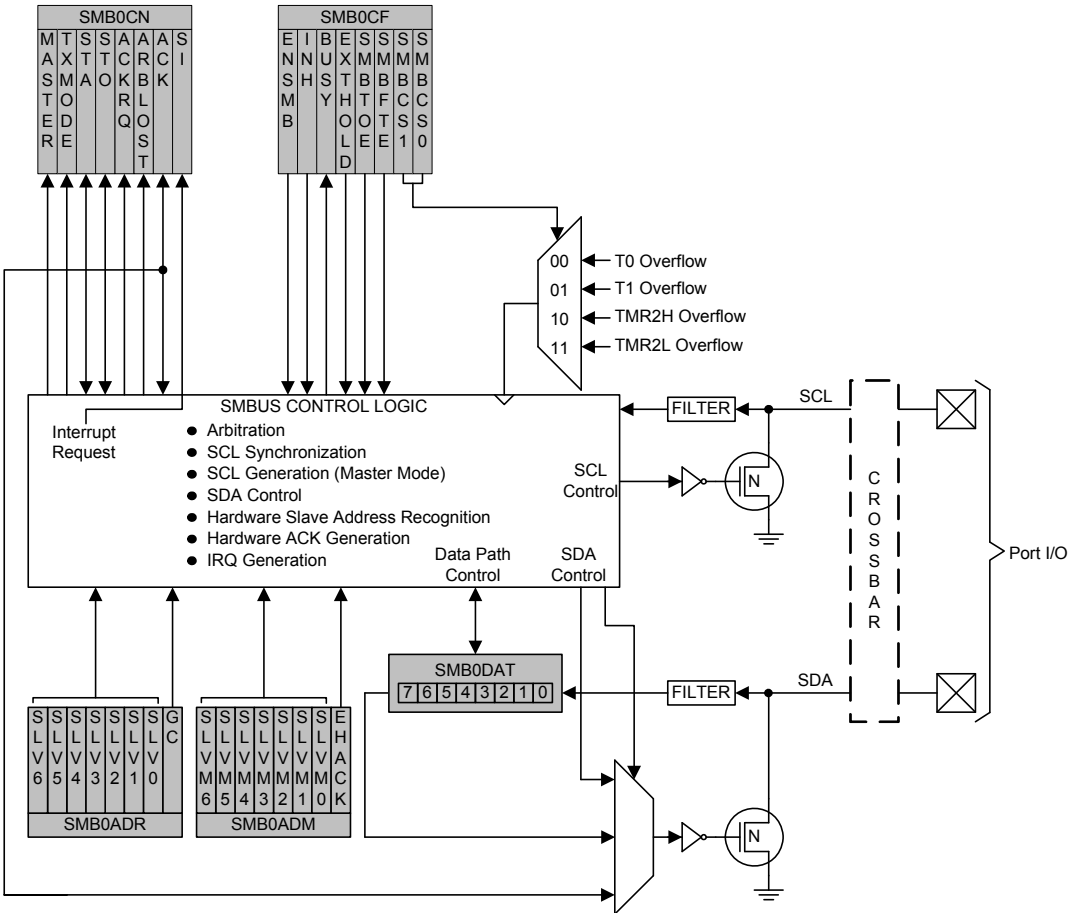 SMB0CN
MASTER
TXMODE
STA
STO
ACKRQ
ARBLOST
ACK
SI
SMB0CF
ENSMB
INH
BUSY
EXTHOLD
SMBTOE
SMBFTE
SMBCS1
SMBCS0
00
T0 Overflow
01
T1 Overflow
10
TMR2H Overflow
11
TMR2L Overflow
SMBUS CONTROL LOGIC
Interrupt
Request
● Arbitration
● SCL Synchronization
● SCL Generation (Master Mode)
● SDA Control
● Hardware Slave Address Recognition
● Hardware ACK Generation
● IRQ Generation
SCL
Control
Data Path
Control
SDA
Control
FILTER
SCL
N
CROSSBAR
Port I/O
SMB0DAT
7 6 5 4 3 2 1 0
FILTER
SDA
N
SLV6
SLV5
SLV4
SLV3
SLV2
SLV1
SLV0
GC
SMB0ADR
SLVM6
SLVM5
SLVM4
SLVM3
SLVM2
SLVM1
SLVM0
EHACK
SMB0ADM